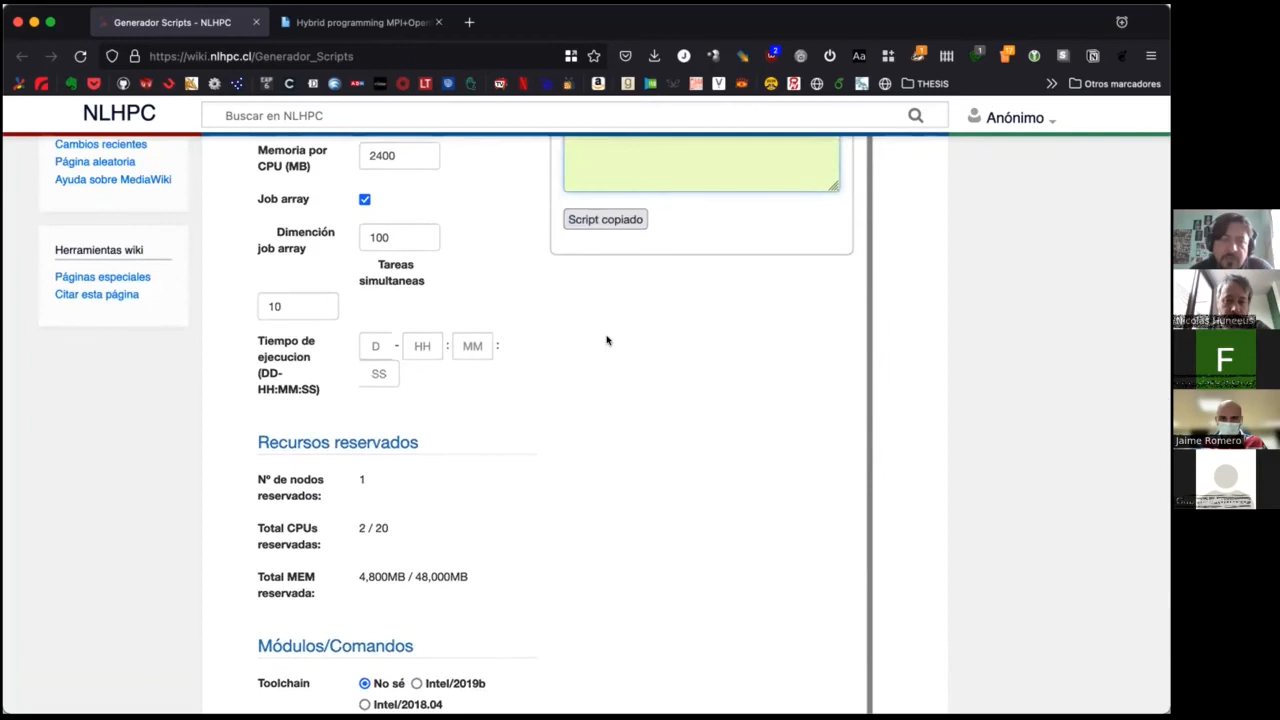 Generador Scripts - NLHPC
Hybrid programming MPI+Open
https://wiki.nlhpc.cl/Generador_Scripts
THESIS
Otros marcadores
NLHPC
Buscar en NLHPC
Anónimo
Cambios recientes
Página aleatoria
Ayuda sobre MediaWiki
Herramientas wiki
Páginas especiales
Citar esta página
Memoria por
CPU (MB)
2400
Job array
Dimención
job array
100
Tareas
simultaneas
10
Tiempo de
ejecucion
(DD-
HH:MM:SS)
D - HH : MM :
SS
Script copiado
Recursos reservados
Nº de nodos
reservados:
1
Total CPUs
reservadas:
2 / 20
Total MEM
reservada:
4,800MB / 48,000MB
Módulos/Comandos
Toolchain
No sé Intel/2019b
Intel/2018.04
Nicolás Huneeus
F
Jaime Romero